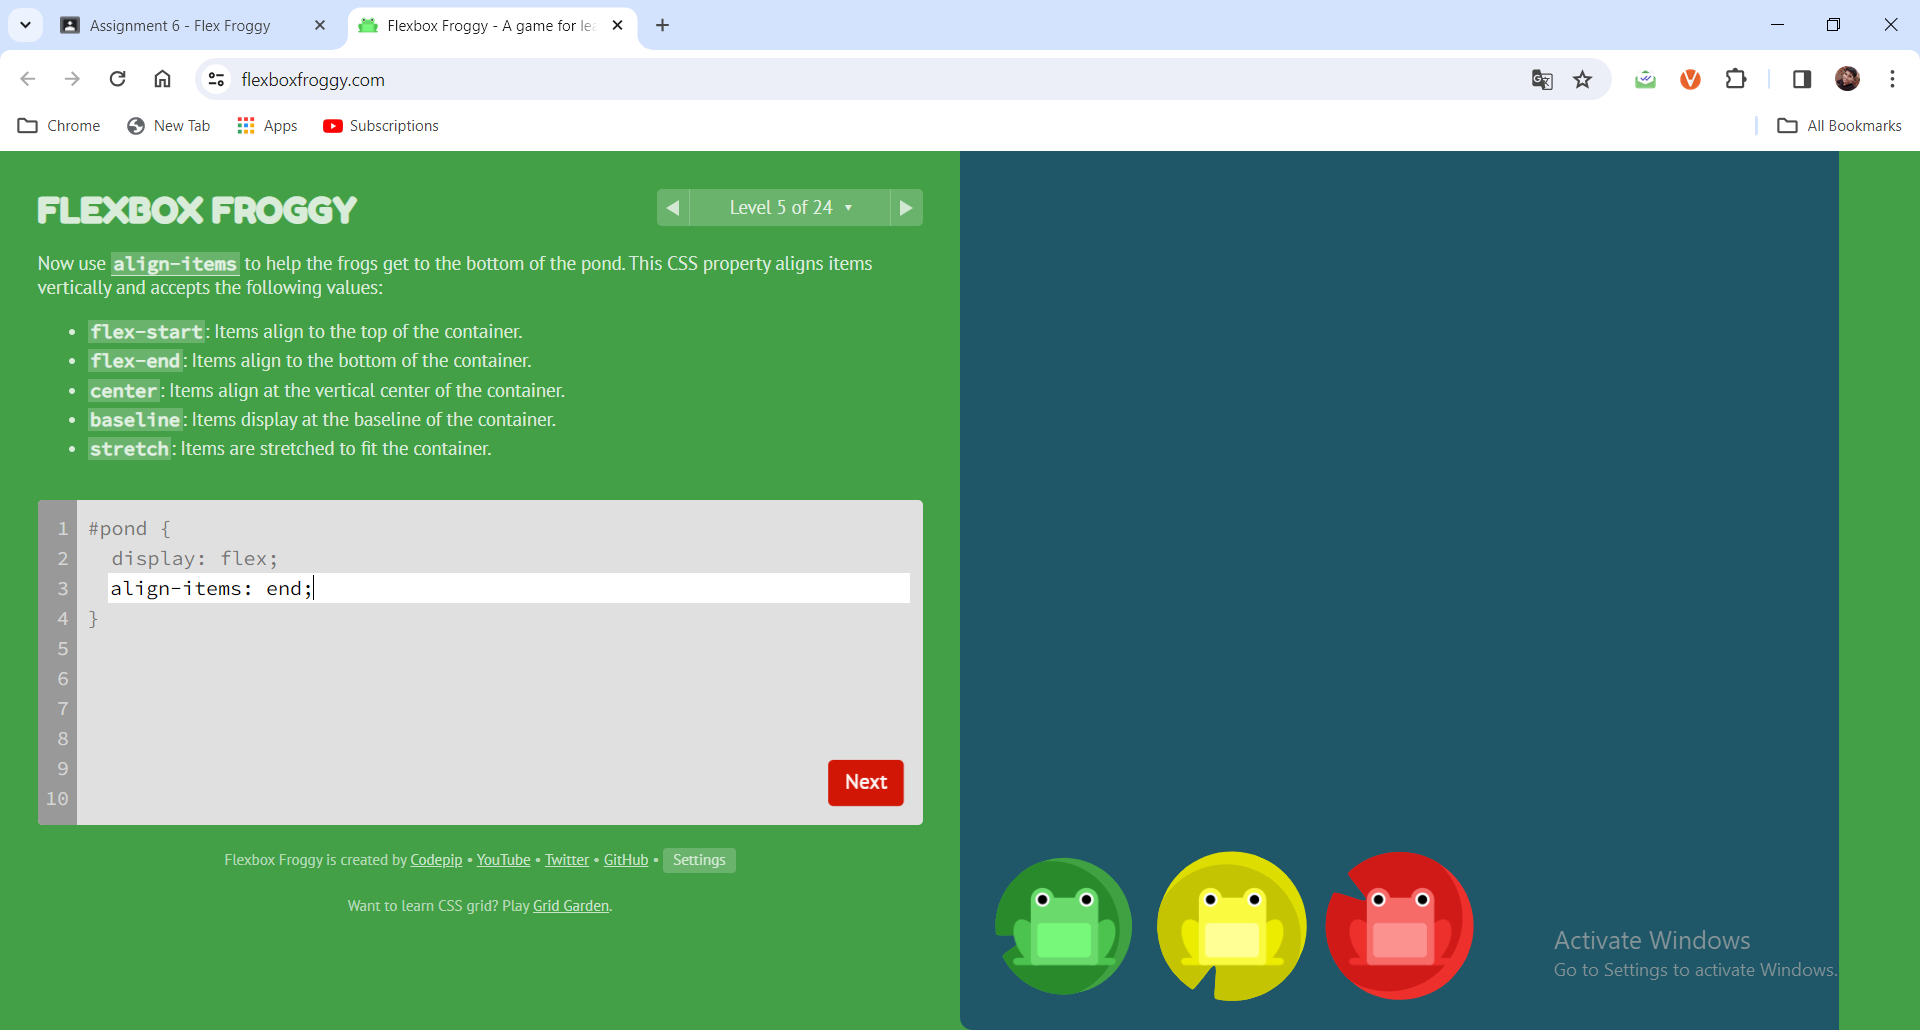 Assignment 6 - Flex Froggy
Flexbox Froggy - A game for lea
flexboxfroggy.com
Chrome
New Tab
Apps
Subscriptions
All Bookmarks
FLEXBOX FROGGY
Level 5 of 24
Now use align-items to help the frogs get to the bottom of the pond. This CSS property aligns items
vertically and accepts the following values:
• flex-start: Items align to the top of the container.
• flex-end: Items align to the bottom of the container.
• center: Items align at the vertical center of the container.
• baseline: Items display at the baseline of the container.
• stretch: Items are stretched to fit the container.
1 #pond {
2 display: flex;
3 align-items: end;
4 }
5
6
7
8
9
10
Next
Flexbox Froggy is created by Codepip • YouTube • Twitter • GitHub • Settings
Want to learn CSS grid? Play Grid Garden.
Activate Windows
Go to Settings to activate Windows.